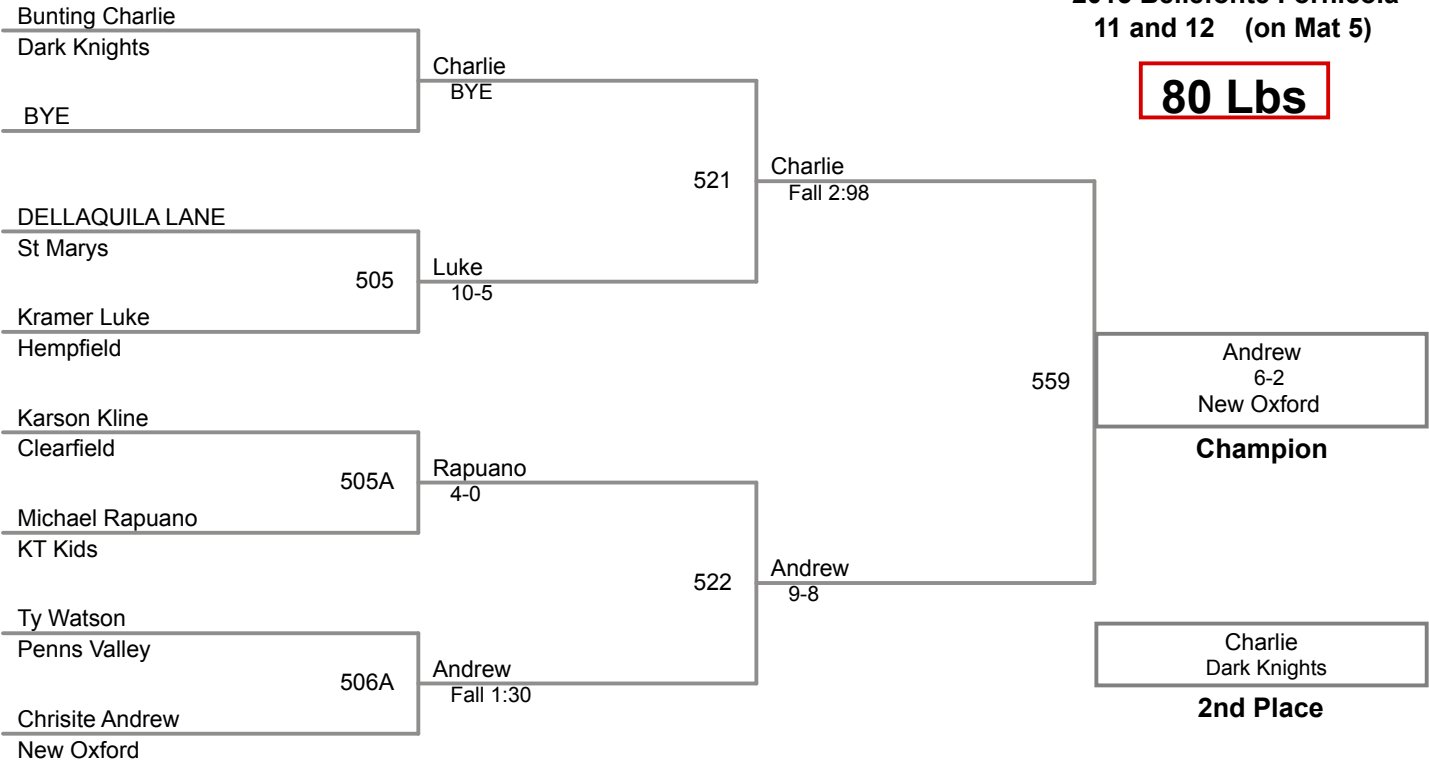 Bellefonte
11 and 12 (on Mat 5)
80 Lbs
Bunting Charlie
Dark Knights
BYE
Charlie
BYE
DELLAQUILA LANE
St Marys
505
Kramer Luke
Hempfield
Luke
10-5
521
Charlie
Fall 2:98
Karson Kline
Clearfield
505A
Michael Rapuano
KT Kids
Rapuano
4-0
Ty Watson
Penns Valley
506A
Chrisite Andrew
New Oxford
Andrew
Fall 1:30
522
Andrew
9-8
559
Andrew
6-2
New Oxford
Champion
Charlie
Dark Knights
2nd Place